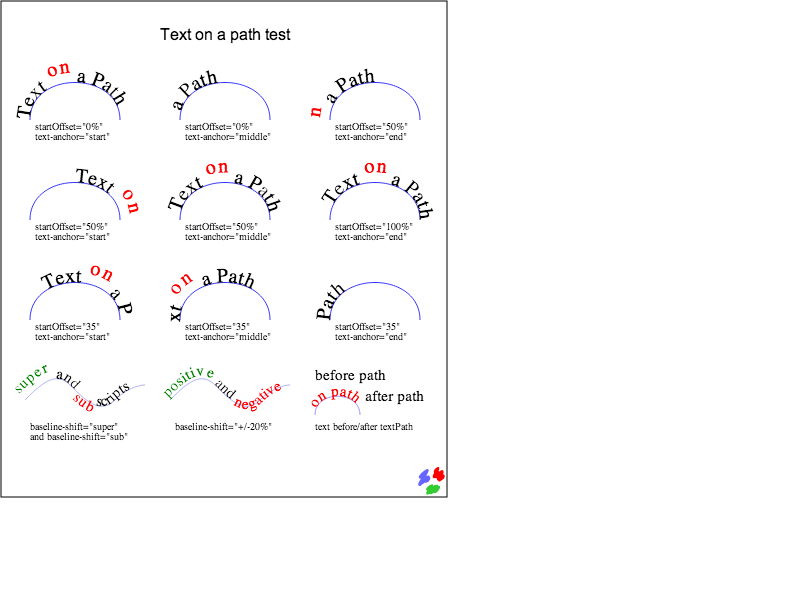 Text on a path test
Text on a Path
a Path
n a Path
startOffset="0%"
text-anchor="start"
startOffset="0%"
text-anchor="middle"
startOffset="50%"
text-anchor="end"
Text on
Text on a Path
Text on a Path
startOffset="50%"
text-anchor="start"
startOffset="50%"
text-anchor="middle"
startOffset="100%"
text-anchor="end"
Text on a P
xt on a Path
Path
startOffset="35"
text-anchor="start"
startOffset="35"
text-anchor="middle"
startOffset="35"
text-anchor="end"
super and sub scripts
positive and negative
before path
on path after path
baseline-shift="super"
and baseline-shift="sub"
baseline-shift="+/-20%"
text before/after textPath